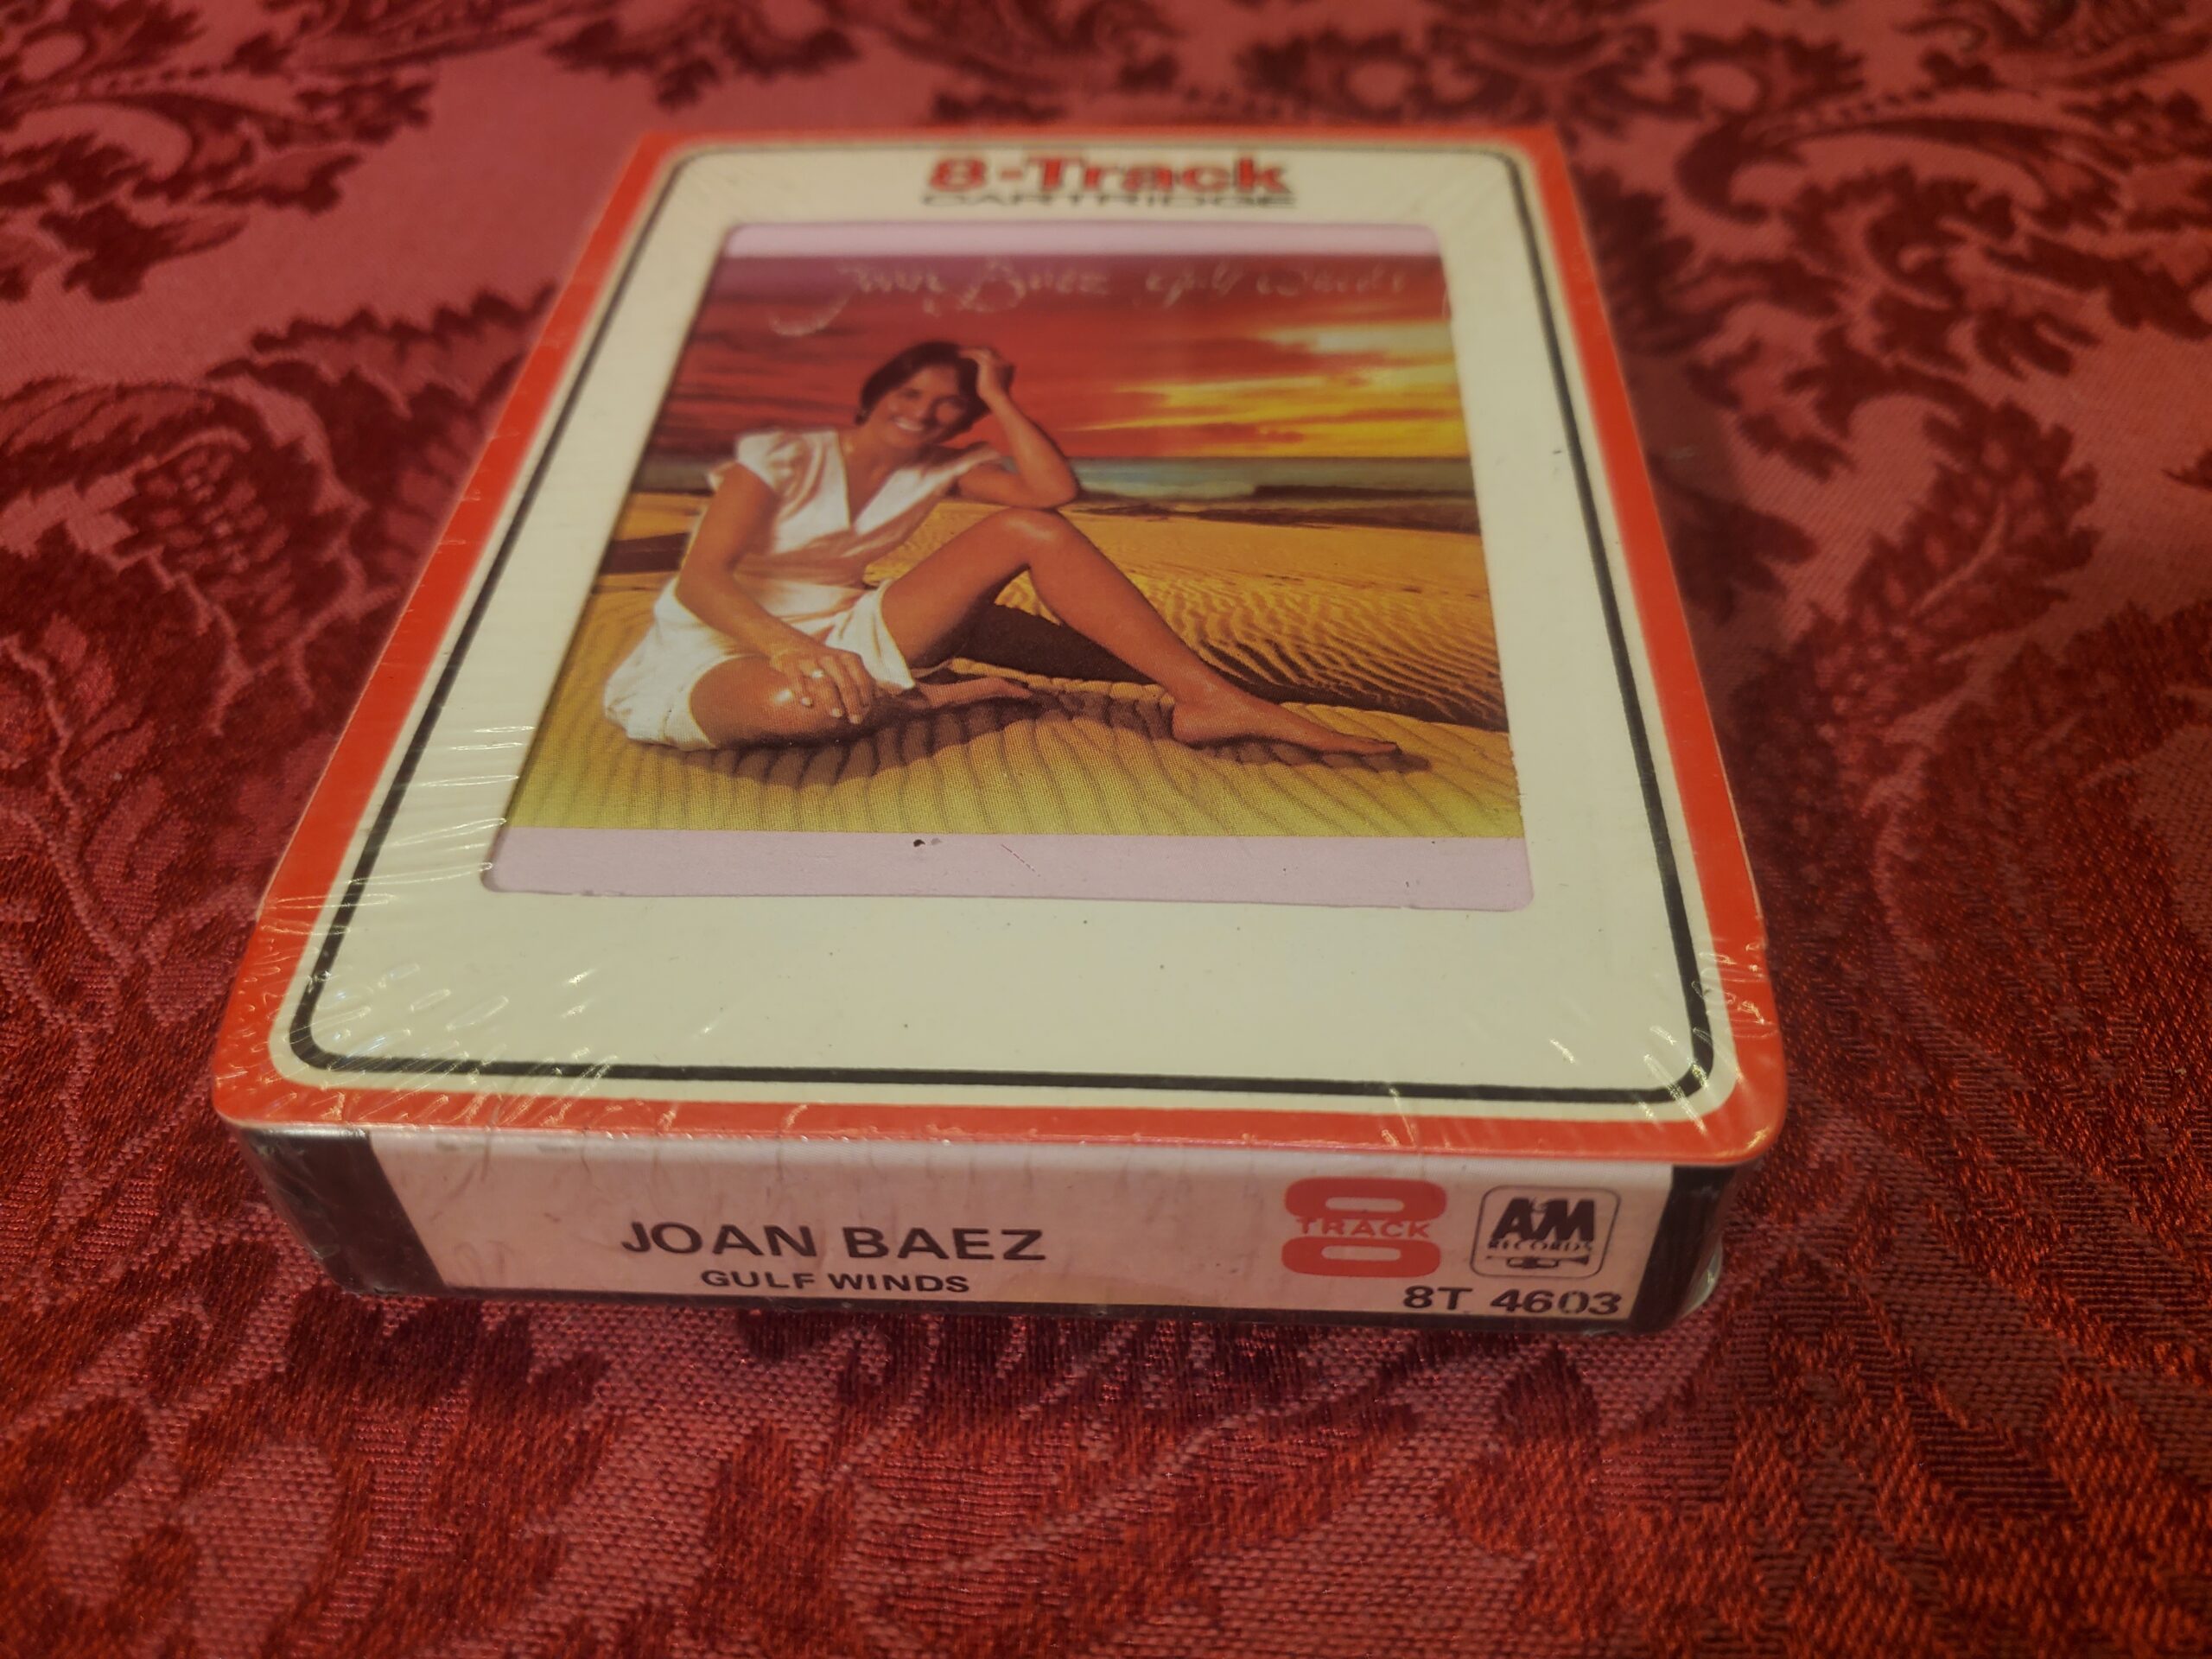 8-Track
CARTRIDGE
Joan Baez Gulf Winds
JOAN BAEZ
GULF WINDS
8
TRACK
A&M
RECORDS
8T 4603